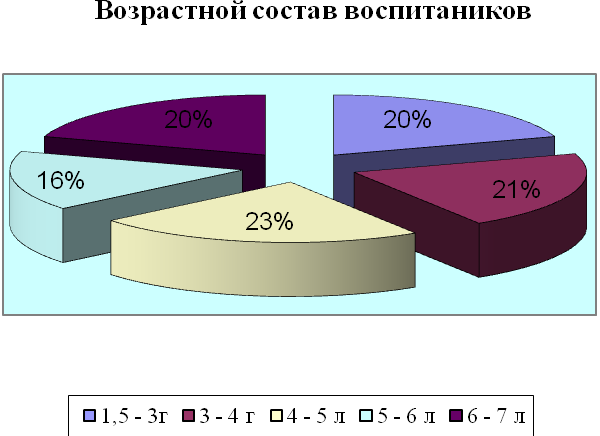 Возрастной состав воспитаников
20% 20%
16% 21%
23%
1,5 - 3г 3 - 4 г 4 - 5 л 5 - 6 л 6 - 7 л